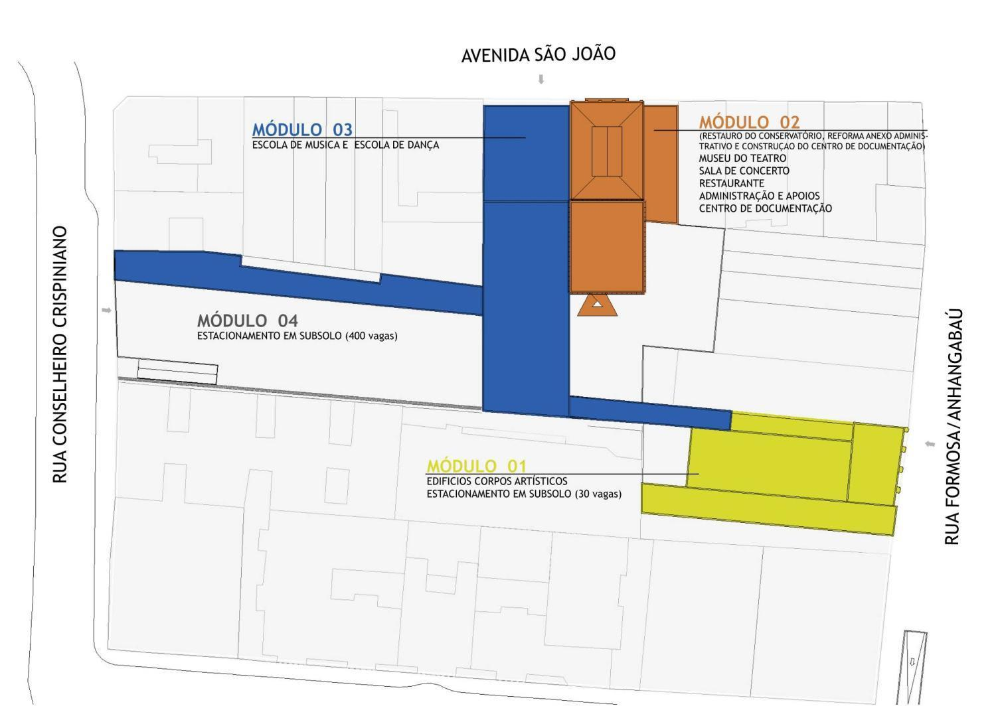 AVENIDA SÃO JOÃO
MÓDULO 03
ESCOLA DE MUSICA E ESCOLA DE DANÇA
MÓDULO 02
(RESTAURO DO CONSERVATÓRIO, REFORMA ANEXO ADMINIS-
TRATIVO E CONSTRUÇAO DO CENTRO DE DOCUMENTAÇÃO)
MUSEU DO TEATRO
SALA DE CONCERTO
RESTAURANTE
ADMINISTRAÇÃO E APOIOS
CENTRO DE DOCUMENTAÇÃO
RUA CONSELHEIRO CRISPINIANO
MÓDULO 04
ESTACIONAMENTO EM SUBSOLO (400 vagas)
RUA FORMOSA/ANHANGABAÚ
MÓDULO 01
EDIFICIOS CORPOS ARTÍSTICOS
ESTACIONAMENTO EM SUBSOLO (30 vagas)